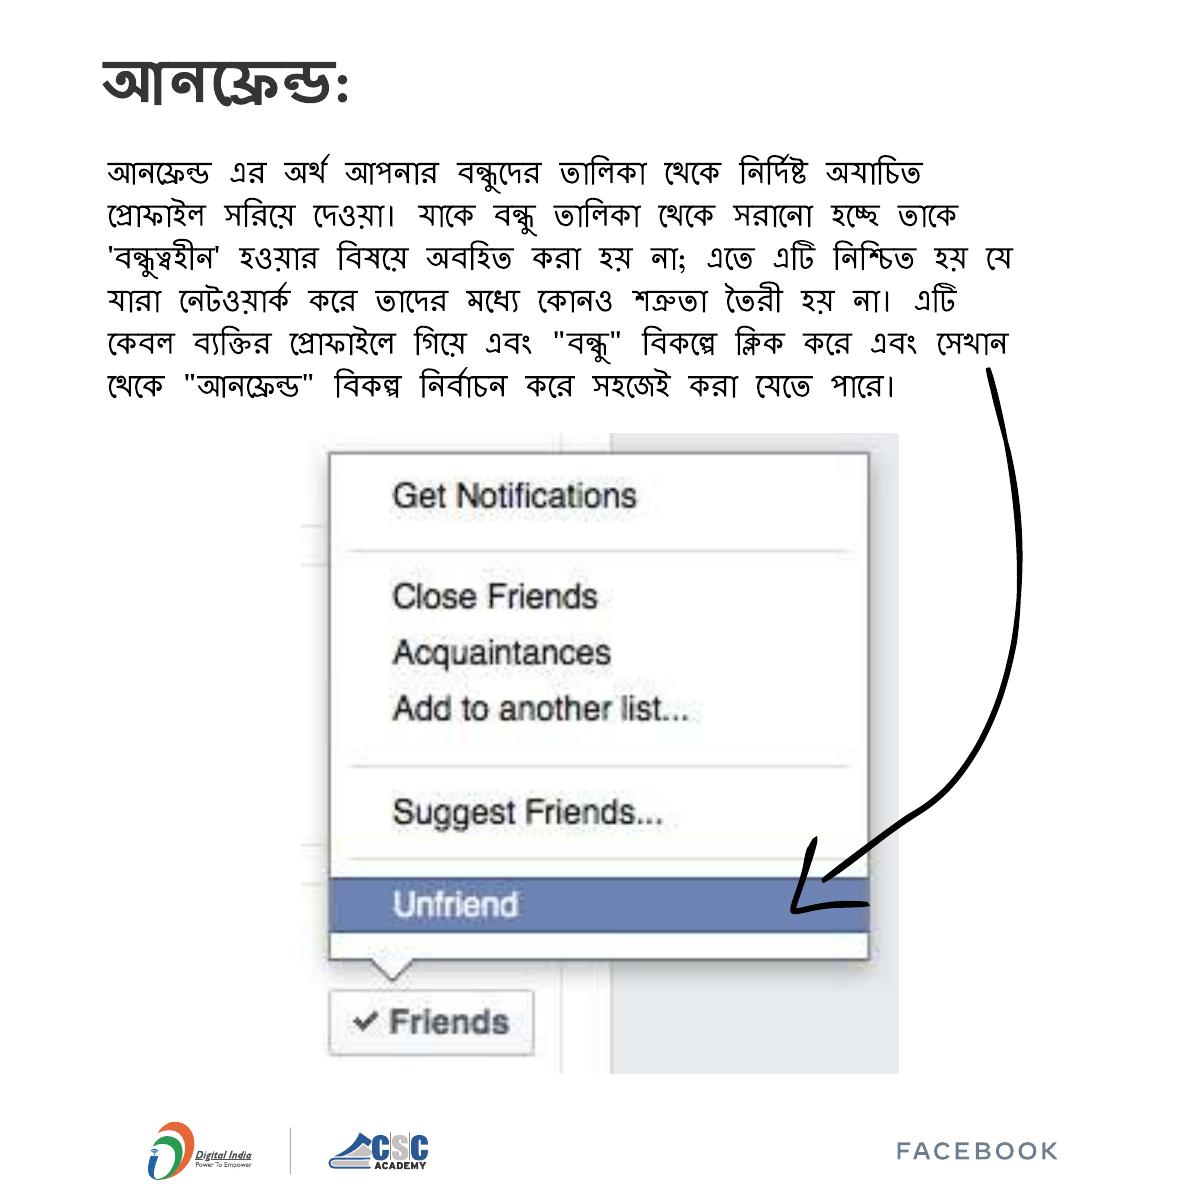 আনফ্রেন্ড:
আনফ্রেন্ড এর অর্থ আপনার বন্ধুদের তালিকা থেকে নির্দিষ্ট অযাচিত
প্রোফাইল সরিয়ে দেওয়া। যাকে বন্ধু তালিকা থেকে সরানো হচ্ছে তাকে
'বন্ধুত্বহীন' হওয়ার বিষয়ে অবহিত করা হয় না; এতে এটি নিশ্চিত হয় যে
যারা নেটওয়ার্ক করে তাদের মধ্যে কোনও শত্রুতা তৈরী হয় না। এটি
কেবল ব্যক্তির প্রোফাইলে গিয়ে এবং "বন্ধু" বিকল্পে ক্লিক করে এবং সেখান
থেকে "আনফ্রেন্ড" বিকল্প নির্বাচন করে সহজেই করা যেতে পারে।
Get Notifications
Close Friends
Acquaintances
Add to another list...
Suggest Friends...
Unfriend
Friends
Digital India
Power To Empower
CSC
ACADEMY
FACEBOOK